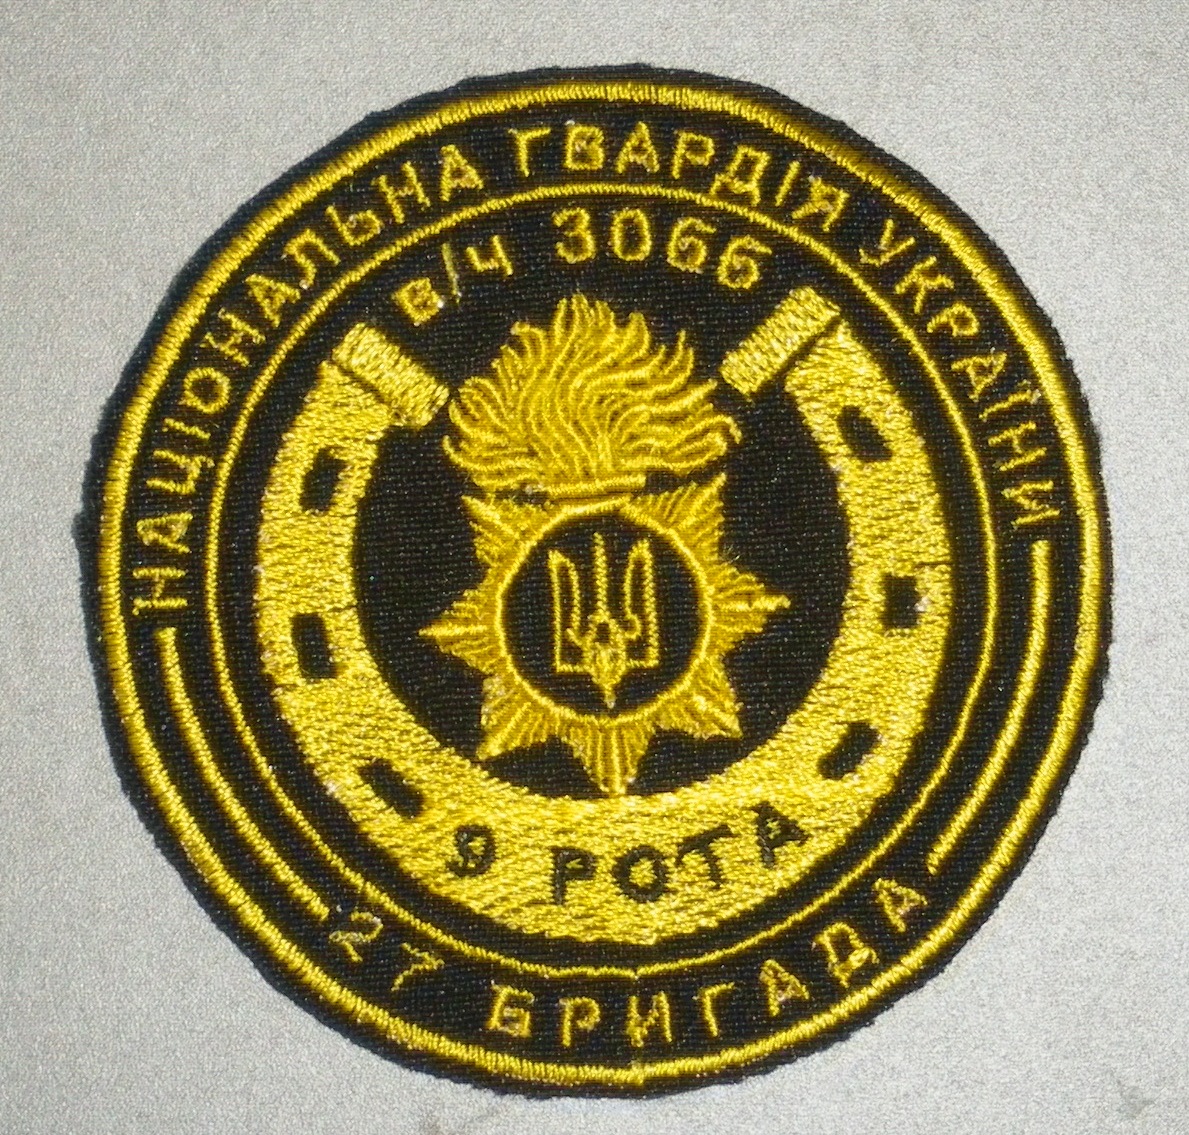 НАЦІОНАЛЬНА ГВАРДІЯ УКРАЇНИ
в/ч 3066
9 РОТА
27 БРИГАДА